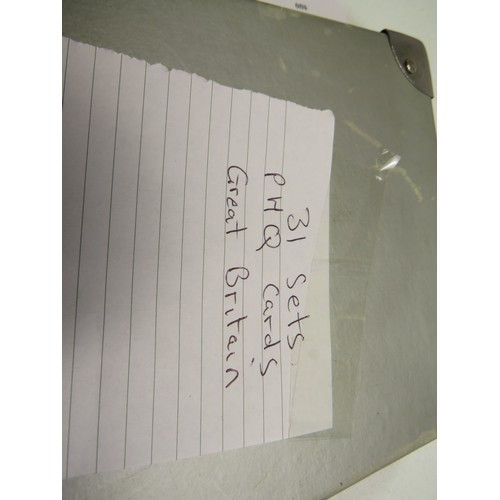 31 Sets.
PHQ Cards
Great Britain